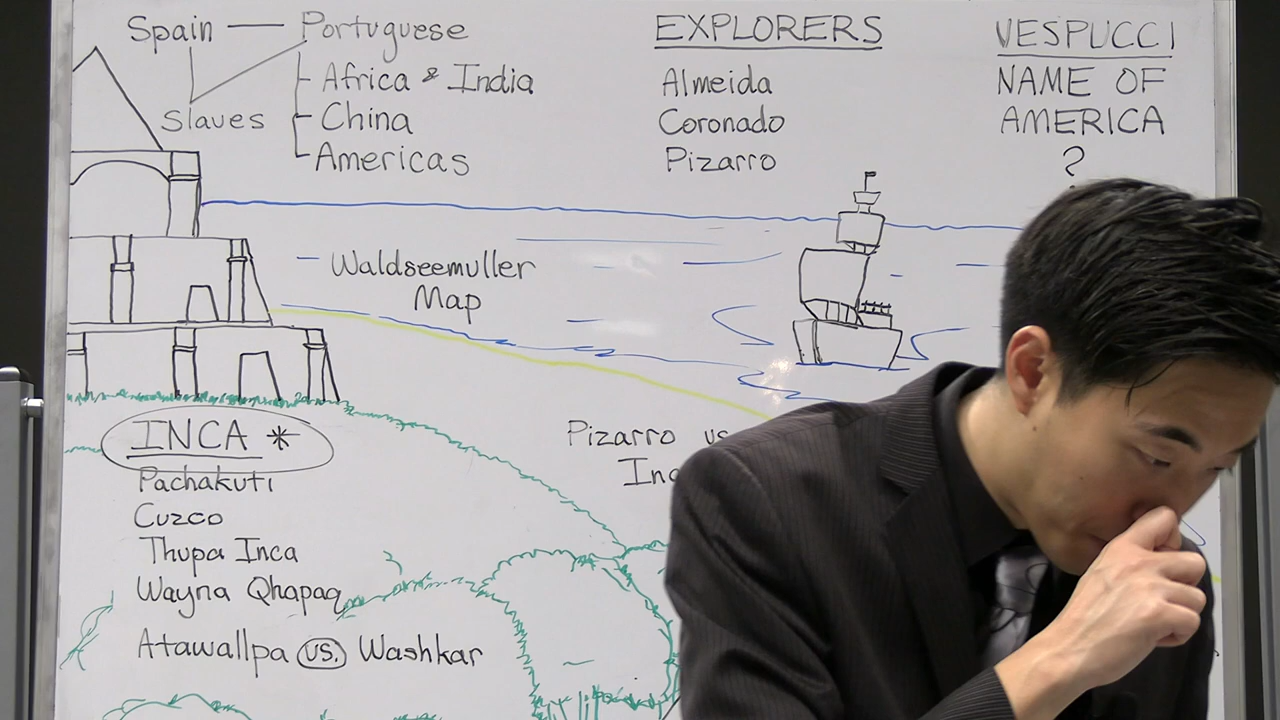 Spain — Portuguese
Slaves
Africa & India
China
Americas
EXPLORERS
Almeida
Coronado
Pizarro
VESPUCCI
NAME OF
AMERICA
?
Waldseemuller
Map
Pizarro vs
Inc
INCA *
Pachakuti
Cuzco
Thupa Inca
Wayna Qhapaq
Atawallpa VS. Washkar